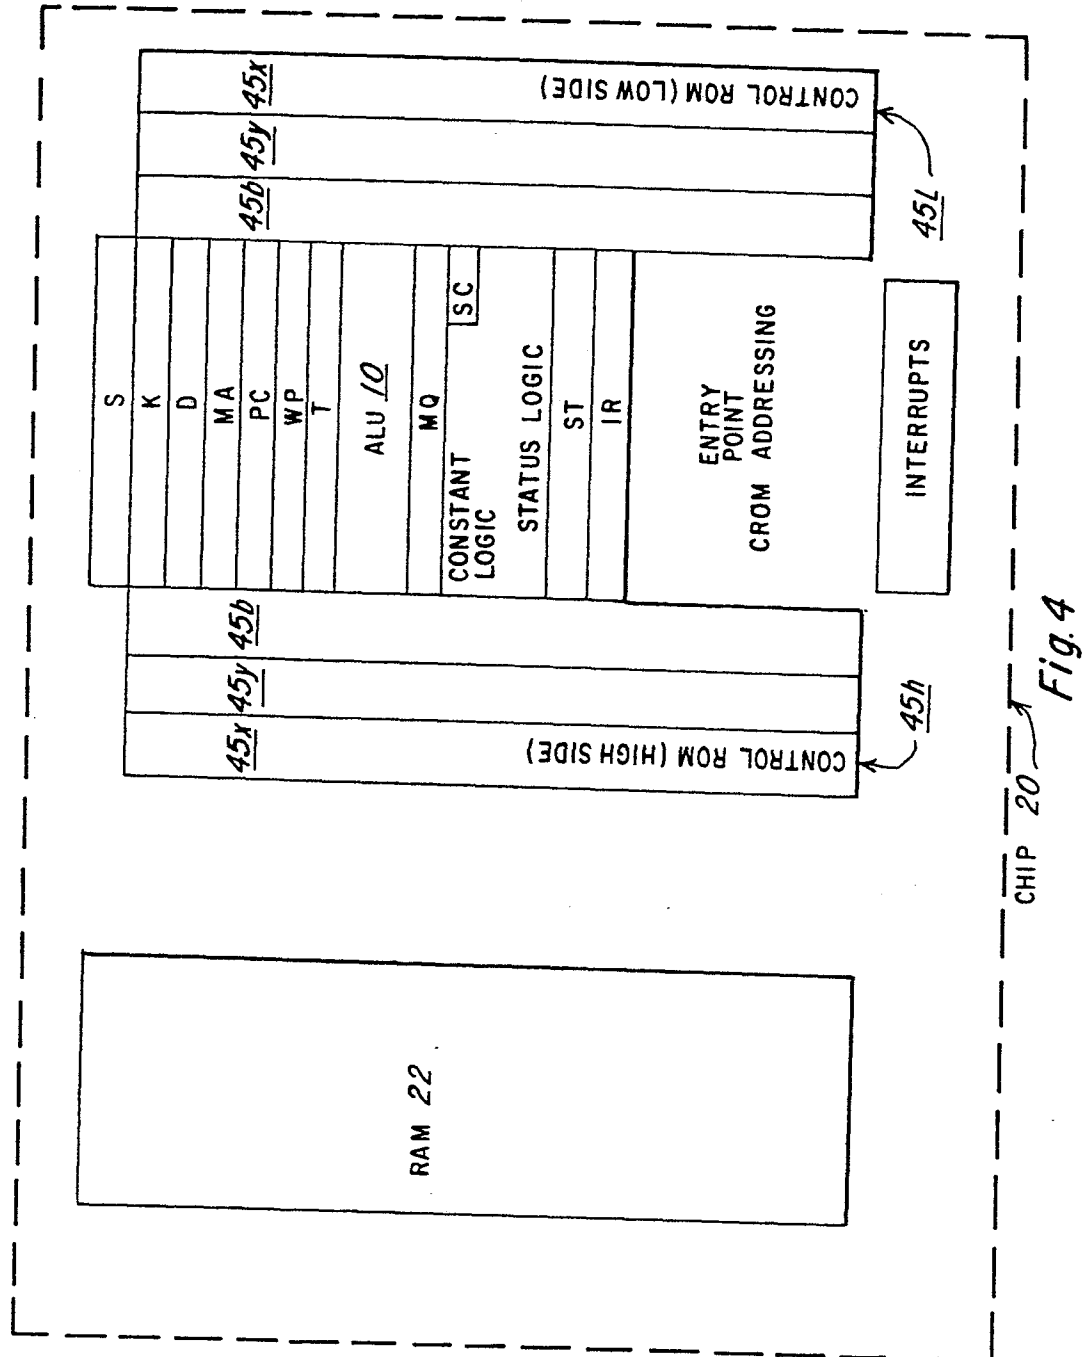 S
K
D
MA
PC
WP
T
ALU 10
MQ
CONSTANT
LOGIC
SC
STATUS LOGIC
ST
IR
ENTRY
POINT
CROM ADDRESSING
INTERRUPTS
45x
45y
45b
CONTROL ROM (HIGH SIDE)
45h
45b
45y
45x
CONTROL ROM (LOW SIDE)
45L
RAM 22
CHIP 20
Fig. 4